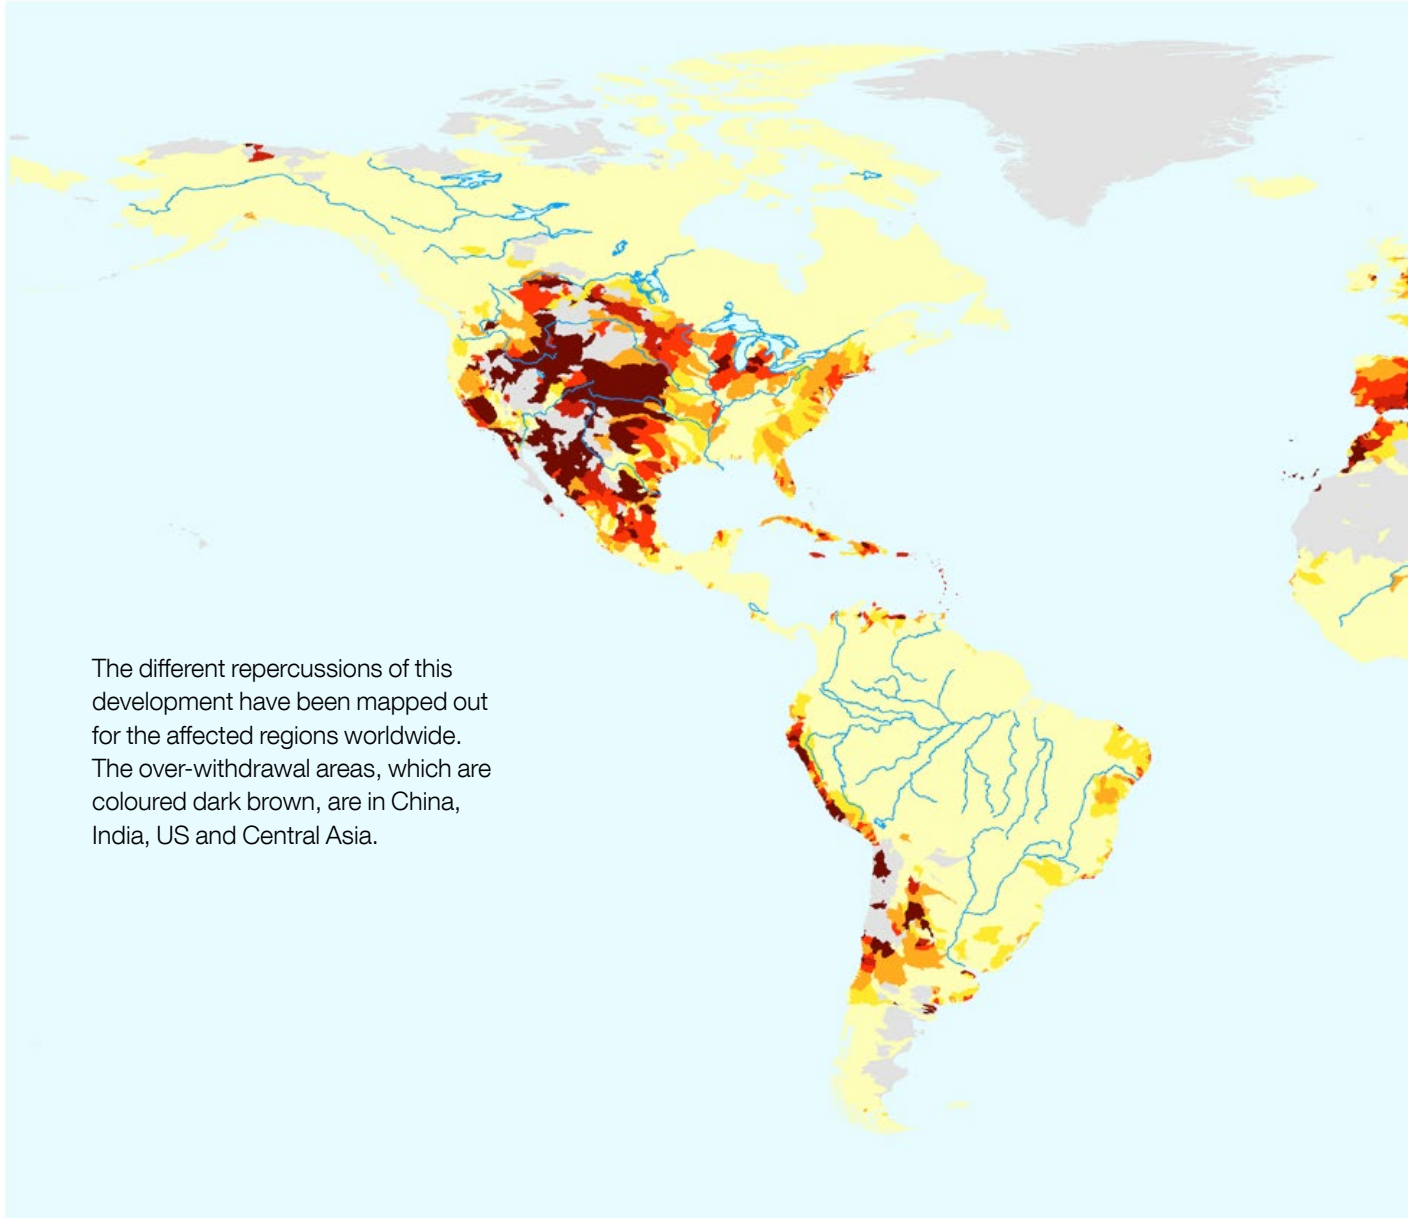 The different repercussions of this
development have been mapped out
for the affected regions worldwide.
The over-withdrawal areas, which are
coloured dark brown, are in China,
India, US and Central Asia.